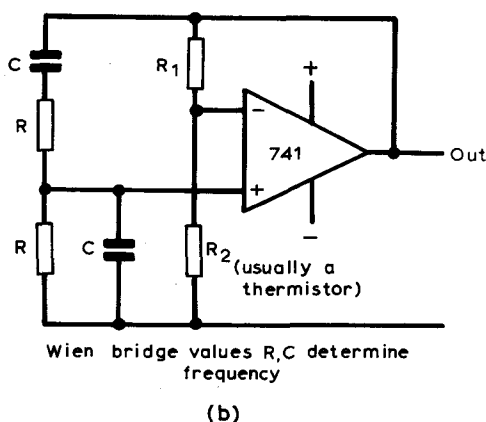 C
R1
+
R
−
741
Out
+
R
C
R2
−
(usually a
thermistor)
Wien bridge values R,C determine
frequency
(b)